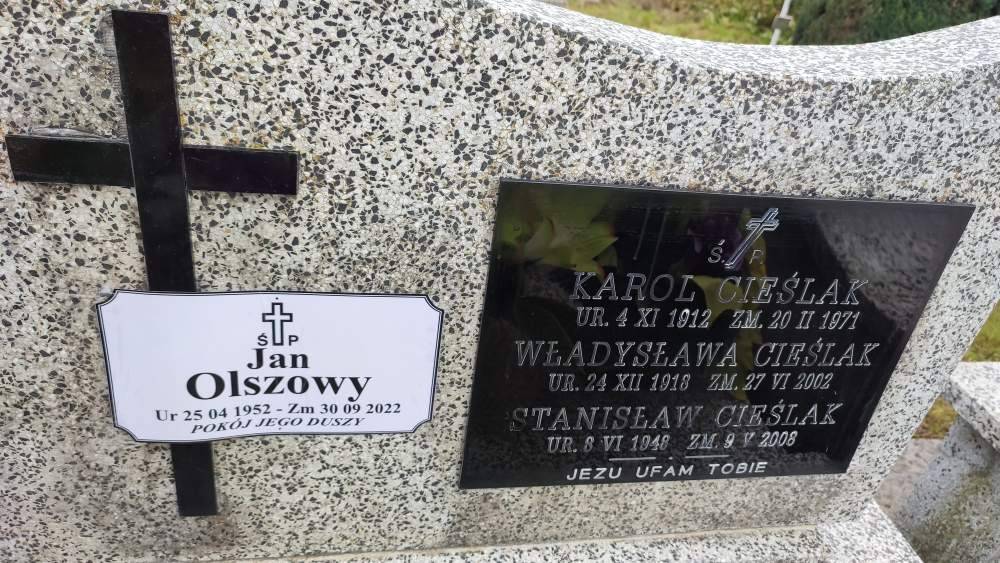 Ś P
Jan
Olszowy
Ur 25 04 1952 - Zm 30 09 2022
POKÓJ JEGO DUSZY
Ś. P.
KAROL CIEŚLAK
UR. 4 XI 1912 ZM. 20 II 1971
WŁADYSŁAWA CIEŚLAK
UR. 24 XII 1918 ZM. 27 VI 2002
STANISŁAW CIEŚLAK
UR. 8 VI 1948 ZM. 9 V 2008
JEZU UFAM TOBIE